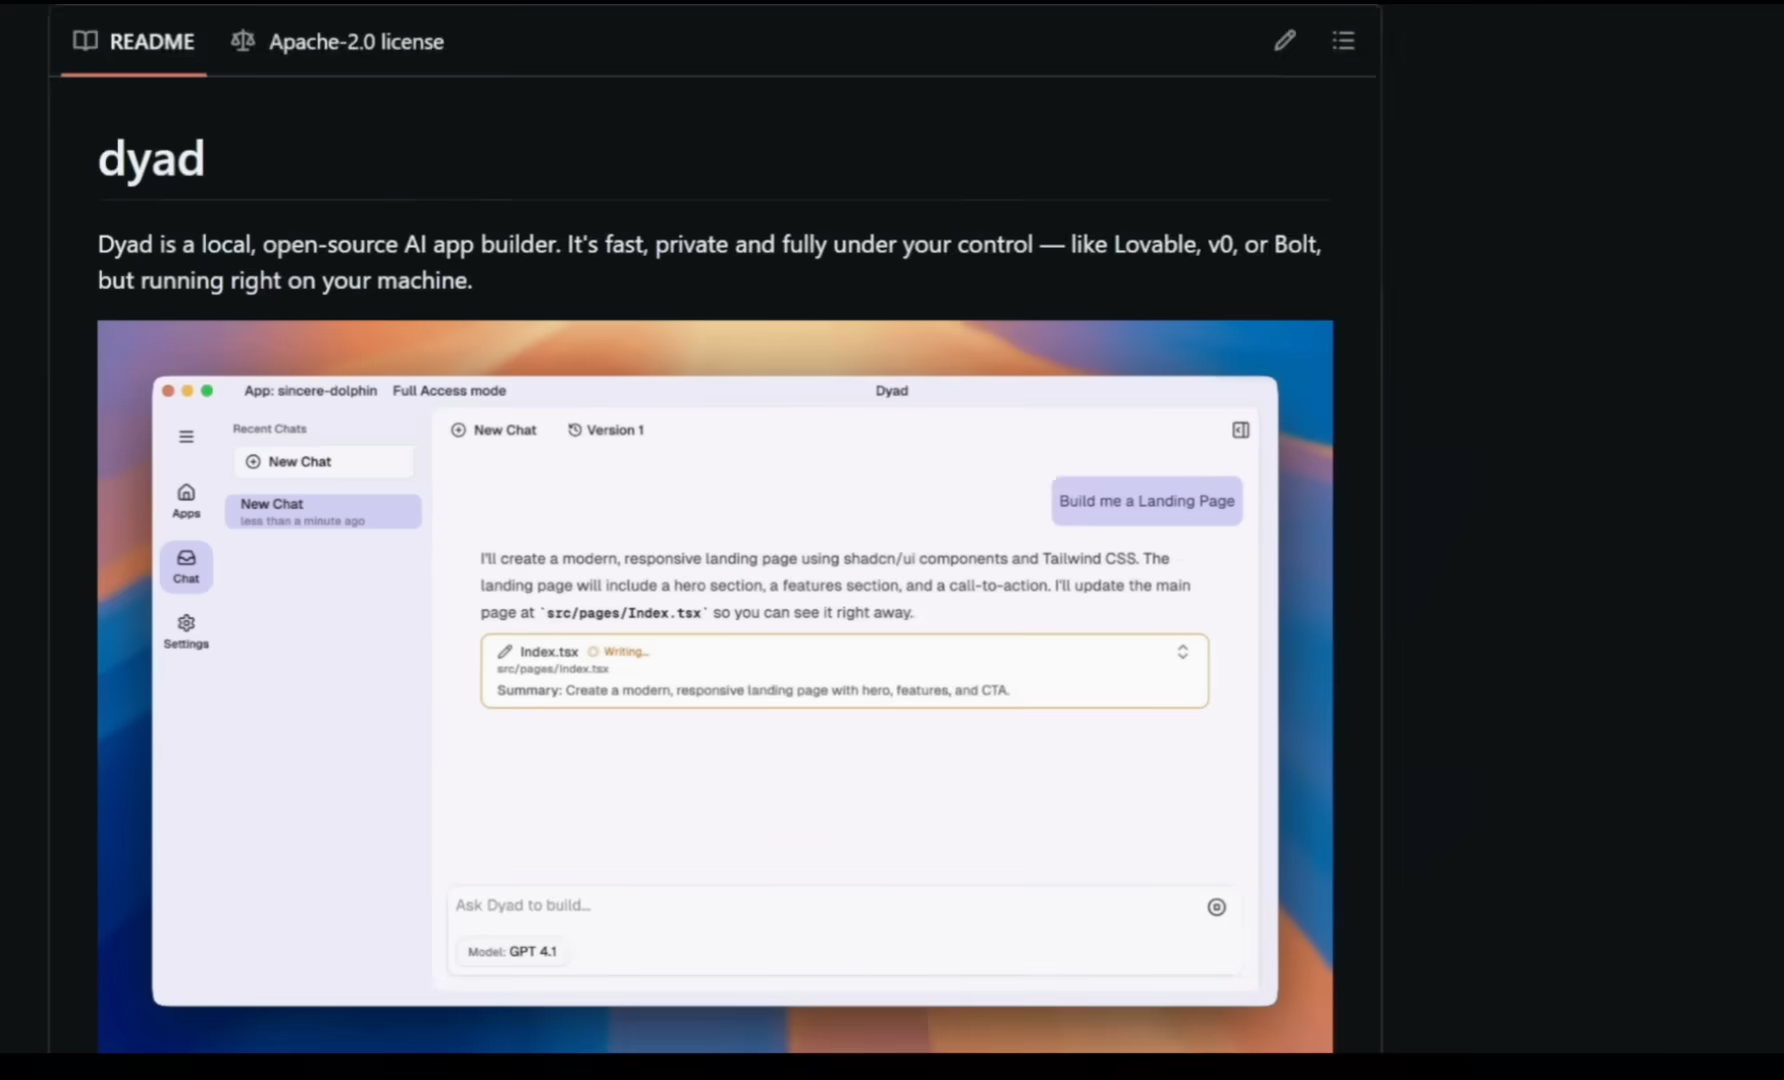 README
Apache-2.0 license
dyad
Dyad is a local, open-source AI app builder. It's fast, private and fully under your control — like Lovable, v0, or Bolt,
but running right on your machine.
App: sincere-dolphin
Full Access mode
Dyad
Recent Chats
New Chat
New Chat
less than a minute ago
Apps
Chat
Settings
New Chat
Version 1
Build me a Landing Page
I'll create a modern, responsive landing page using shadcn/ui components and Tailwind CSS. The
landing page will include a hero section, a features section, and a call-to-action. I'll update the main
page at `src/pages/Index.tsx` so you can see it right away.
Index.tsx
Writing...
src/pages/Index.tsx
Summary: Create a modern, responsive landing page with hero, features, and CTA.
Ask Dyad to build...
Model: GPT 4.1